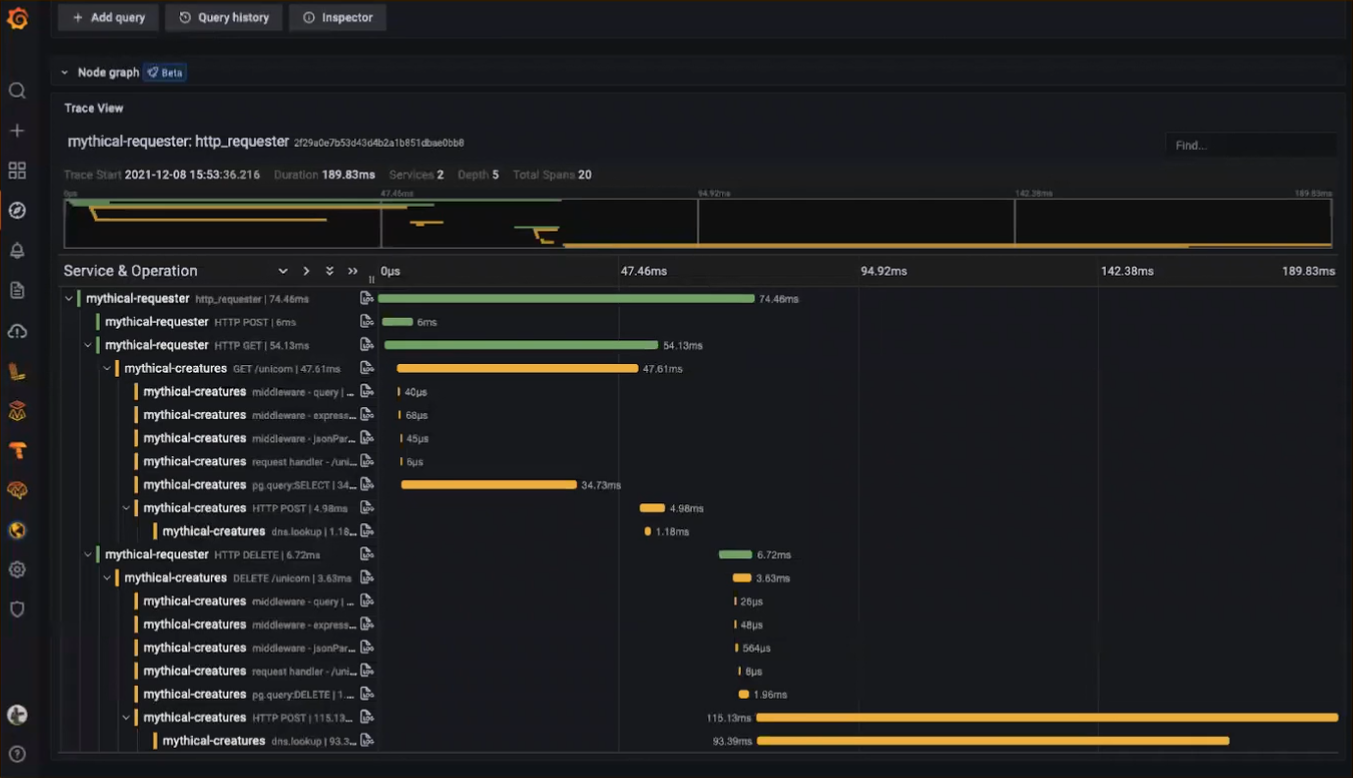 Add query Query history Inspector
Node graph Beta
Trace View
mythical-requester: http_requester 2f29a0e7b53d43d4b2a1b851dbae0bb8
Find...
Trace Start 2021-12-08 15:53:36.216 Duration 189.83ms Services 2 Depth 5 Total Spans 20
0μs 47.45ms 94.92ms 142.38ms 189.83ms
Service & Operation 0μs 47.46ms 94.92ms 142.38ms 189.83ms
mythical-requester http_requester | 74.46ms 74.46ms
mythical-requester HTTP POST | 6ms 6ms
mythical-requester HTTP GET | 54.13ms 54.13ms
mythical-creatures GET /unicorn | 47.61ms 47.61ms
mythical-creatures middleware - query | ... 40μs
mythical-creatures middleware - express... 68μs
mythical-creatures middleware - jsonPar... 45μs
mythical-creatures request handler - /uni... 6μs
mythical-creatures pg.query:SELECT | 34... 34.73ms
mythical-creatures HTTP POST | 4.98ms 4.98ms
mythical-creatures dns.lookup | 1.18... 1.18ms
mythical-requester HTTP DELETE | 6.72ms 6.72ms
mythical-creatures DELETE /unicorn | 3.63ms 3.63ms
mythical-creatures middleware - query | ... 26μs
mythical-creatures middleware - express... 48μs
mythical-creatures middleware - jsonPar... 564μs
mythical-creatures request handler - /uni... 8μs
mythical-creatures pg.query:DELETE | 1.... 1.96ms
mythical-creatures HTTP POST | 115.13... 115.13ms
mythical-creatures dns.lookup | 93.3... 93.39ms